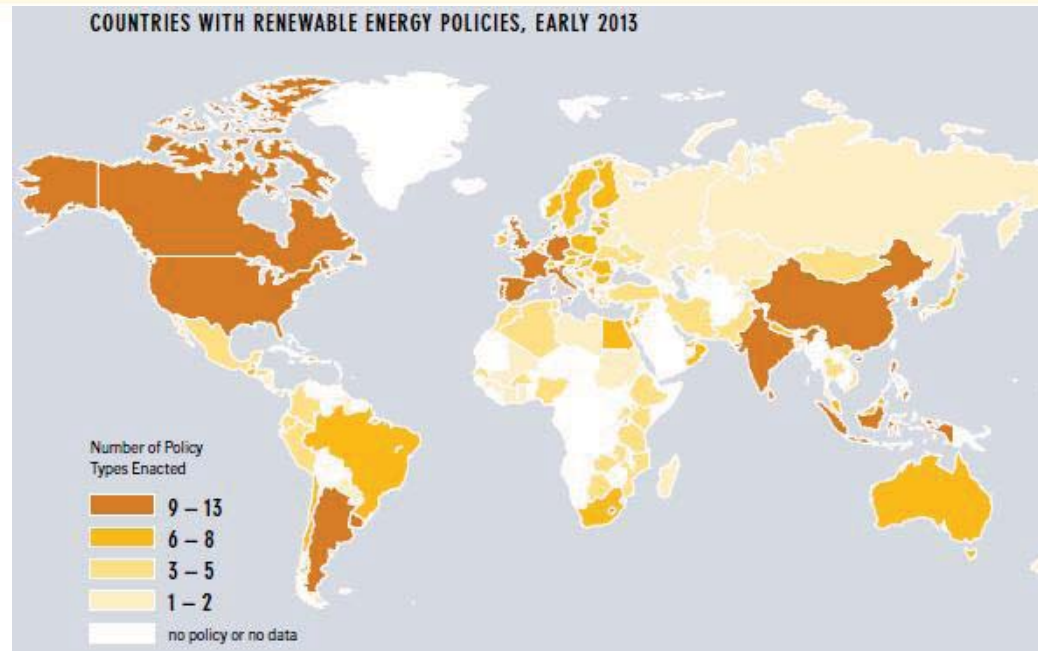 COUNTRIES WITH RENEWABLE ENERGY POLICIES, EARLY 2013
Number of Policy
Types Enacted
9 – 13
6 – 8
3 – 5
1 – 2
no policy or no data